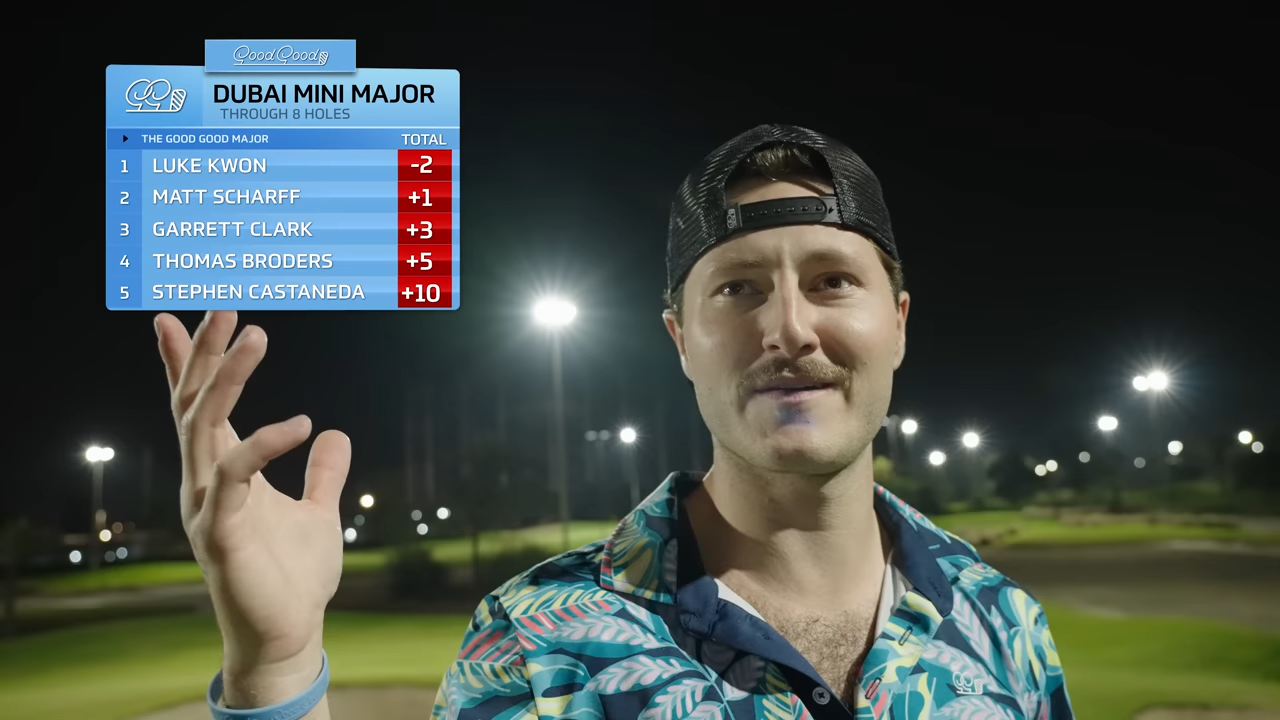 Good Good
DUBAI MINI MAJOR
THROUGH 8 HOLES
THE GOOD GOOD MAJOR TOTAL
1 LUKE KWON -2
2 MATT SCHARFF +1
3 GARRETT CLARK +3
4 THOMAS BRODERS +5
5 STEPHEN CASTANEDA +10